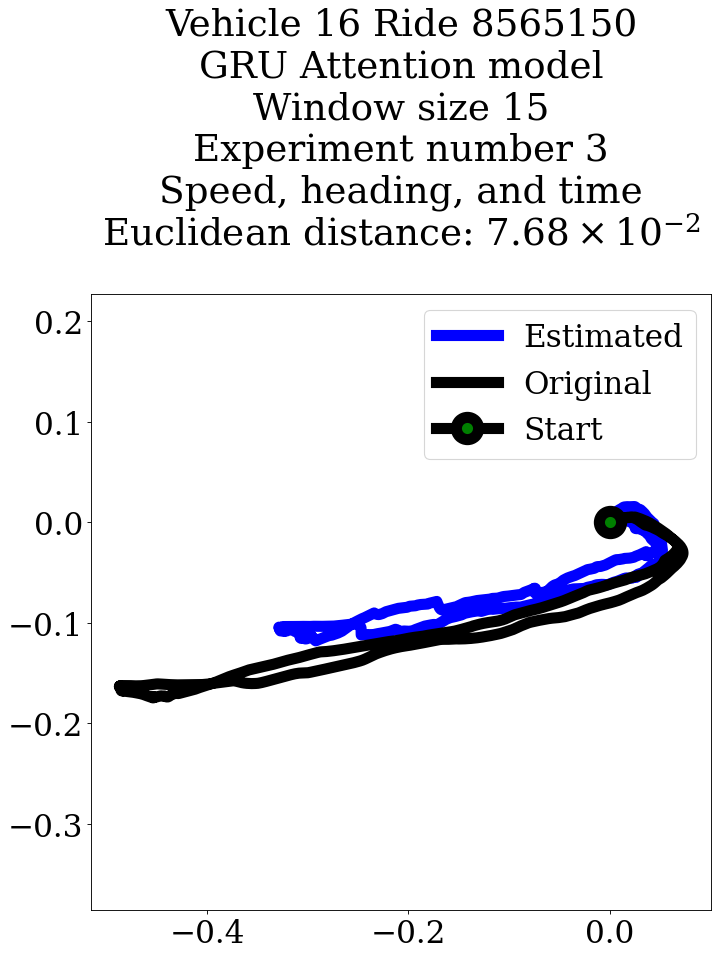 Vehicle 16 Ride 8565150
GRU Attention model
Window size 15
Experiment number 3
Speed, heading, and time
Euclidean distance: 7.68 × 10⁻²
Estimated
Original
Start
0.2
0.1
0.0
−0.1
−0.2
−0.3
−0.4
−0.2
0.0